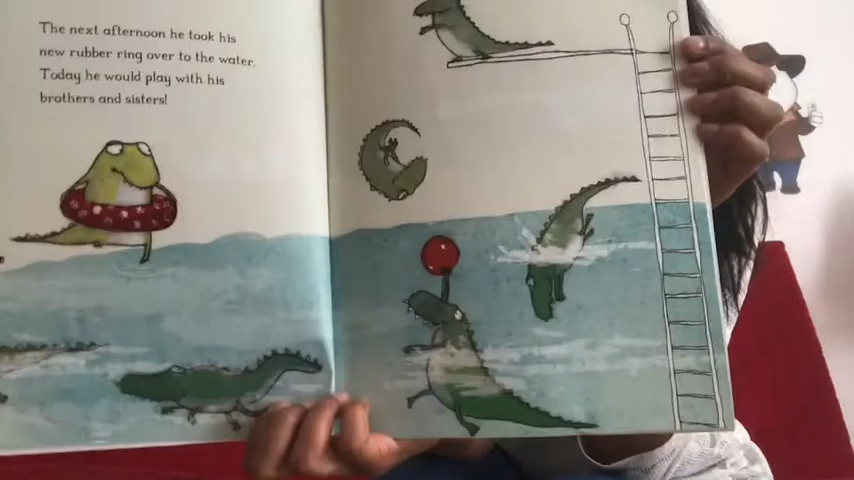 The next afternoon he took his
new rubber ring over to the water.
Today he would play with his
brothers and sisters!